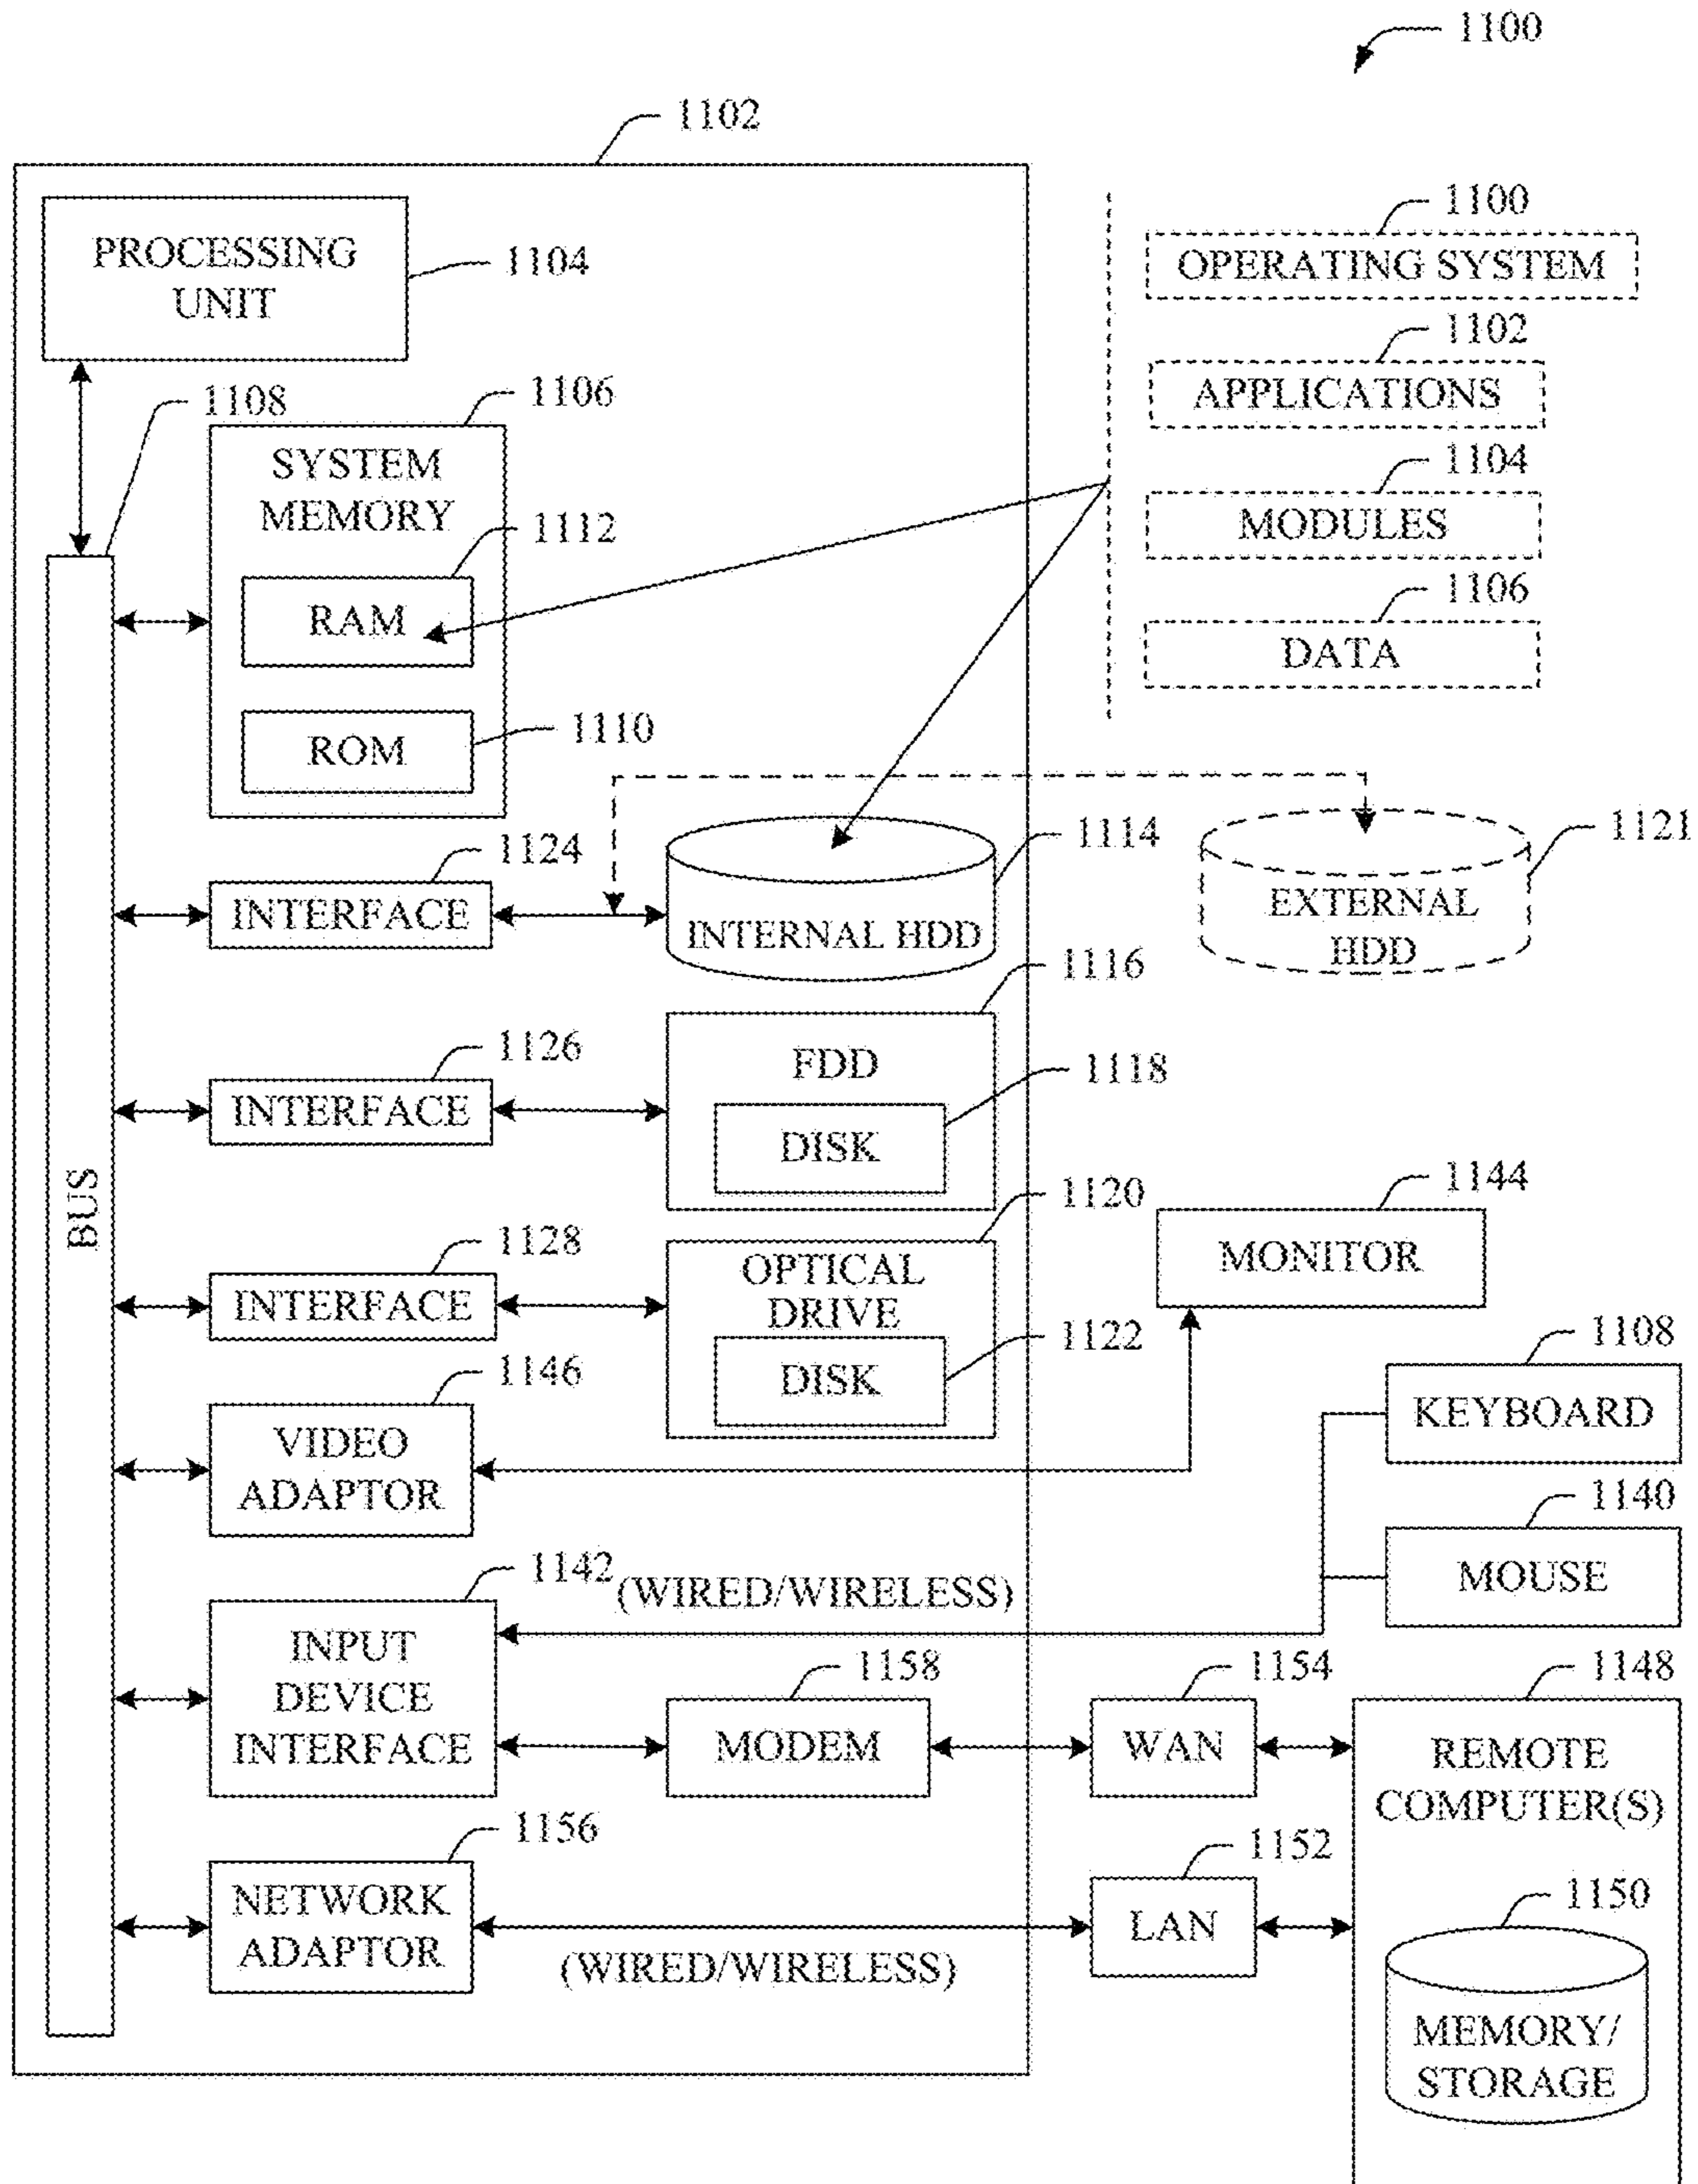 1100
1102
PROCESSING
UNIT
1104
1100
OPERATING SYSTEM
1102
APPLICATIONS
1104
MODULES
1106
DATA
1108
1106
SYSTEM
MEMORY
1112
RAM
1110
ROM
1124
INTERFACE
1114
INTERNAL HDD
1121
EXTERNAL
HDD
1116
FDD
1126
INTERFACE
1118
DISK
BUS
1120
OPTICAL
DRIVE
1128
INTERFACE
1122
DISK
1144
MONITOR
1146
VIDEO
ADAPTOR
1108
KEYBOARD
1140
MOUSE
1142
(WIRED/WIRELESS)
INPUT
DEVICE
INTERFACE
1158
MODEM
1154
WAN
1148
REMOTE
COMPUTER(S)
1156
NETWORK
ADAPTOR
(WIRED/WIRELESS)
1152
LAN
1150
MEMORY/
STORAGE